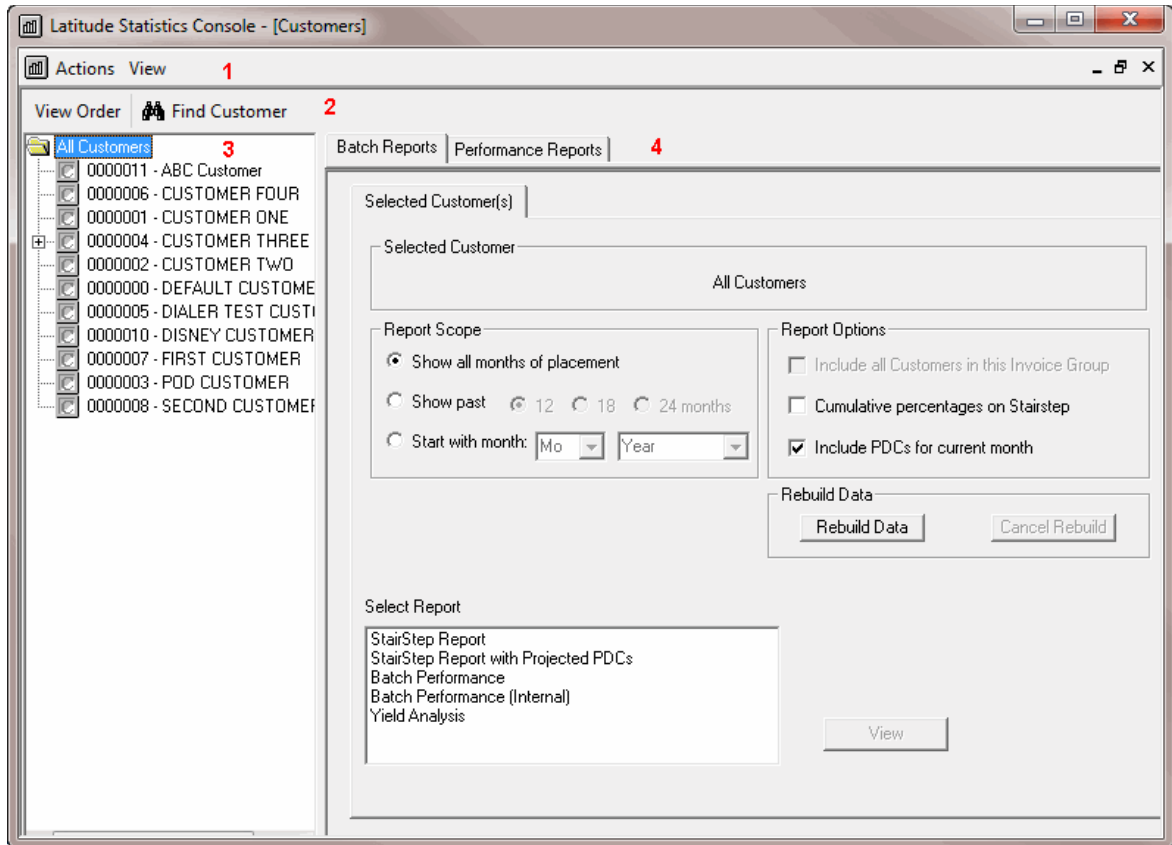 Latitude Statistics Console - [Customers]
Actions View 1
View Order Find Customer 2
All Customers 3
0000011 - ABC Customer
0000006 - CUSTOMER FOUR
0000001 - CUSTOMER ONE
0000004 - CUSTOMER THREE
0000002 - CUSTOMER TWO
0000000 - DEFAULT CUSTOME
0000005 - DIALER TEST CUST
0000010 - DISNEY CUSTOMER
0000007 - FIRST CUSTOMER
0000003 - POD CUSTOMER
0000008 - SECOND CUSTOMER
Batch Reports Performance Reports 4
Selected Customer(s)
Selected Customer
All Customers
Report Scope
Show all months of placement
Show past 12 18 24 months
Start with month: Mo Year
Report Options
Include all Customers in this Invoice Group
Cumulative percentages on Stairstep
Include PDCs for current month
Rebuild Data
Rebuild Data Cancel Rebuild
Select Report
StairStep Report
StairStep Report with Projected PDCs
Batch Performance
Batch Performance (Internal)
Yield Analysis
View